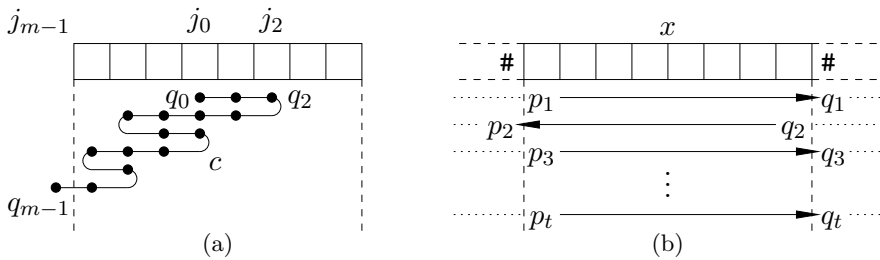 j_{m−1} j_0 j_2
q_0 q_2
c
q_{m−1}
(a)
x
# #
p_1 q_1
p_2 q_2
p_3 q_3
⋮
p_t q_t
(b)